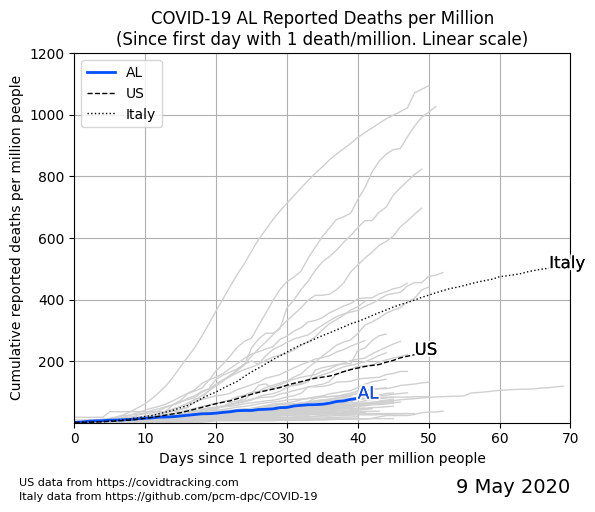 COVID-19 AL Reported Deaths per Million
(Since first day with 1 death/million. Linear scale)
Cumulative reported deaths per million people
1200
1000
800
600
400
200
AL
US
Italy
Italy
US
AL
0 10 20 30 40 50 60 70
Days since 1 reported death per million people
US data from https://covidtracking.com
Italy data from https://github.com/pcm-dpc/COVID-19
9 May 2020